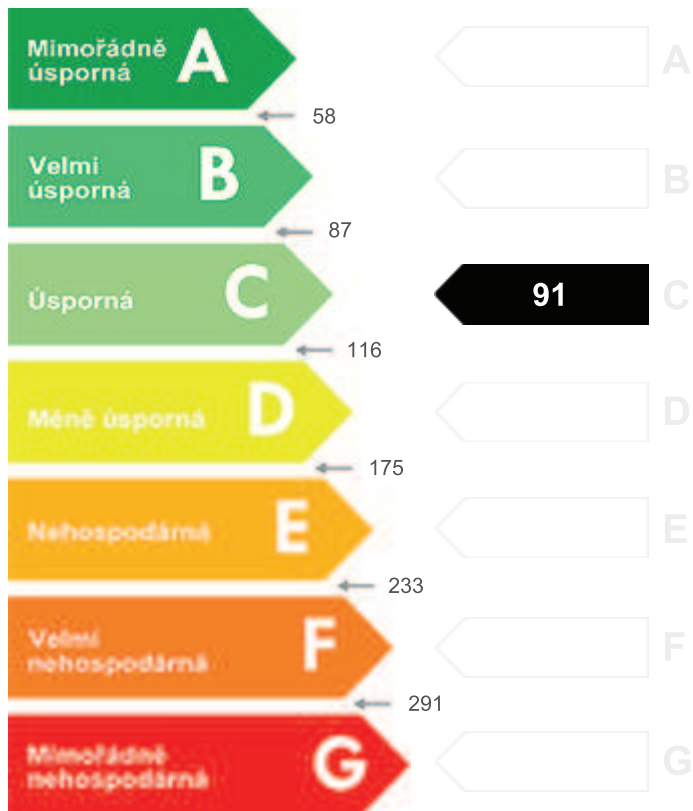 Mimořádně
úsporná
A
A
58
Velmi
úsporná
B
B
87
Úsporná
C
91
C
116
Méně úsporná
D
D
175
Nehospodárná
E
E
233
Velmi
nehospodárná
F
F
291
Mimořádně
nehospodárná
G
G